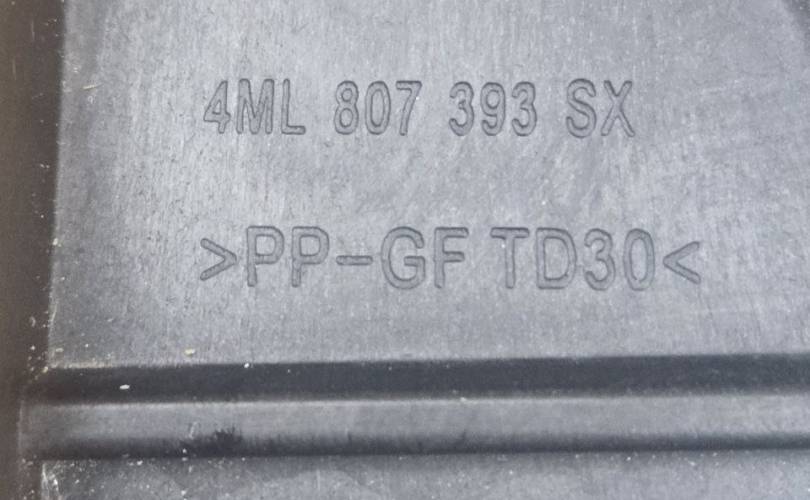 4ML 807 393 SX
>PP-GF TD30<